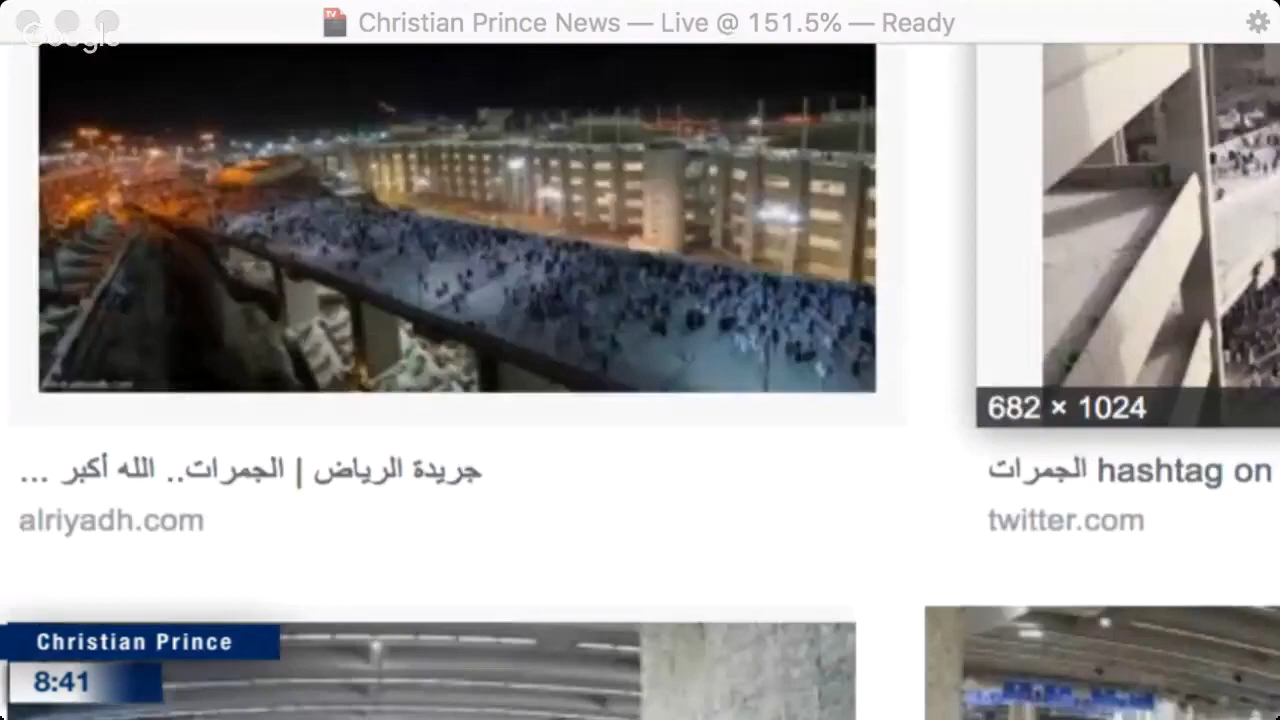 Christian Prince News — Live @ 151.5% — Ready
Google
682 × 1024
جريدة الرياض | الجمرات.. الله أكبر ...
الجمرات hashtag on
alriyadh.com
twitter.com
Christian Prince
8:41